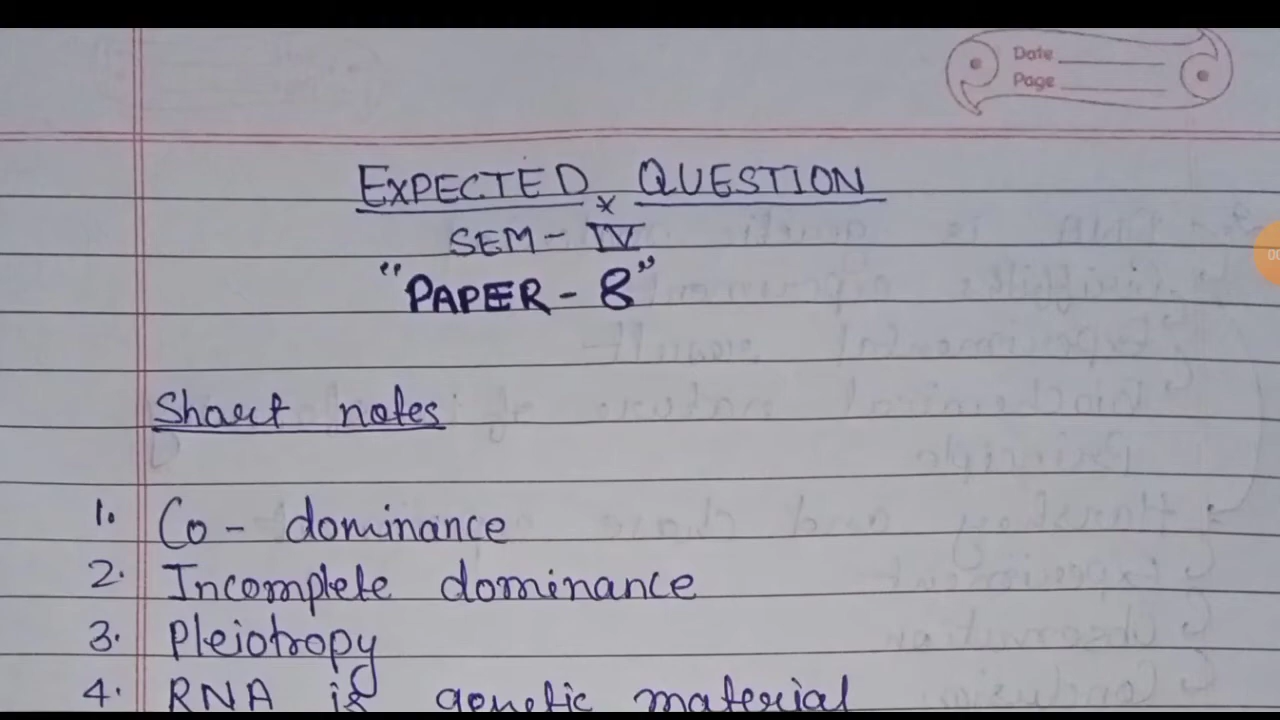 Date
Page
EXPECTED QUESTION
x
SEM - IV
"PAPER - 8"
Short notes
1. Co - dominance
2. Incomplete dominance
3. Pleiotropy
4. RNA is genetic material